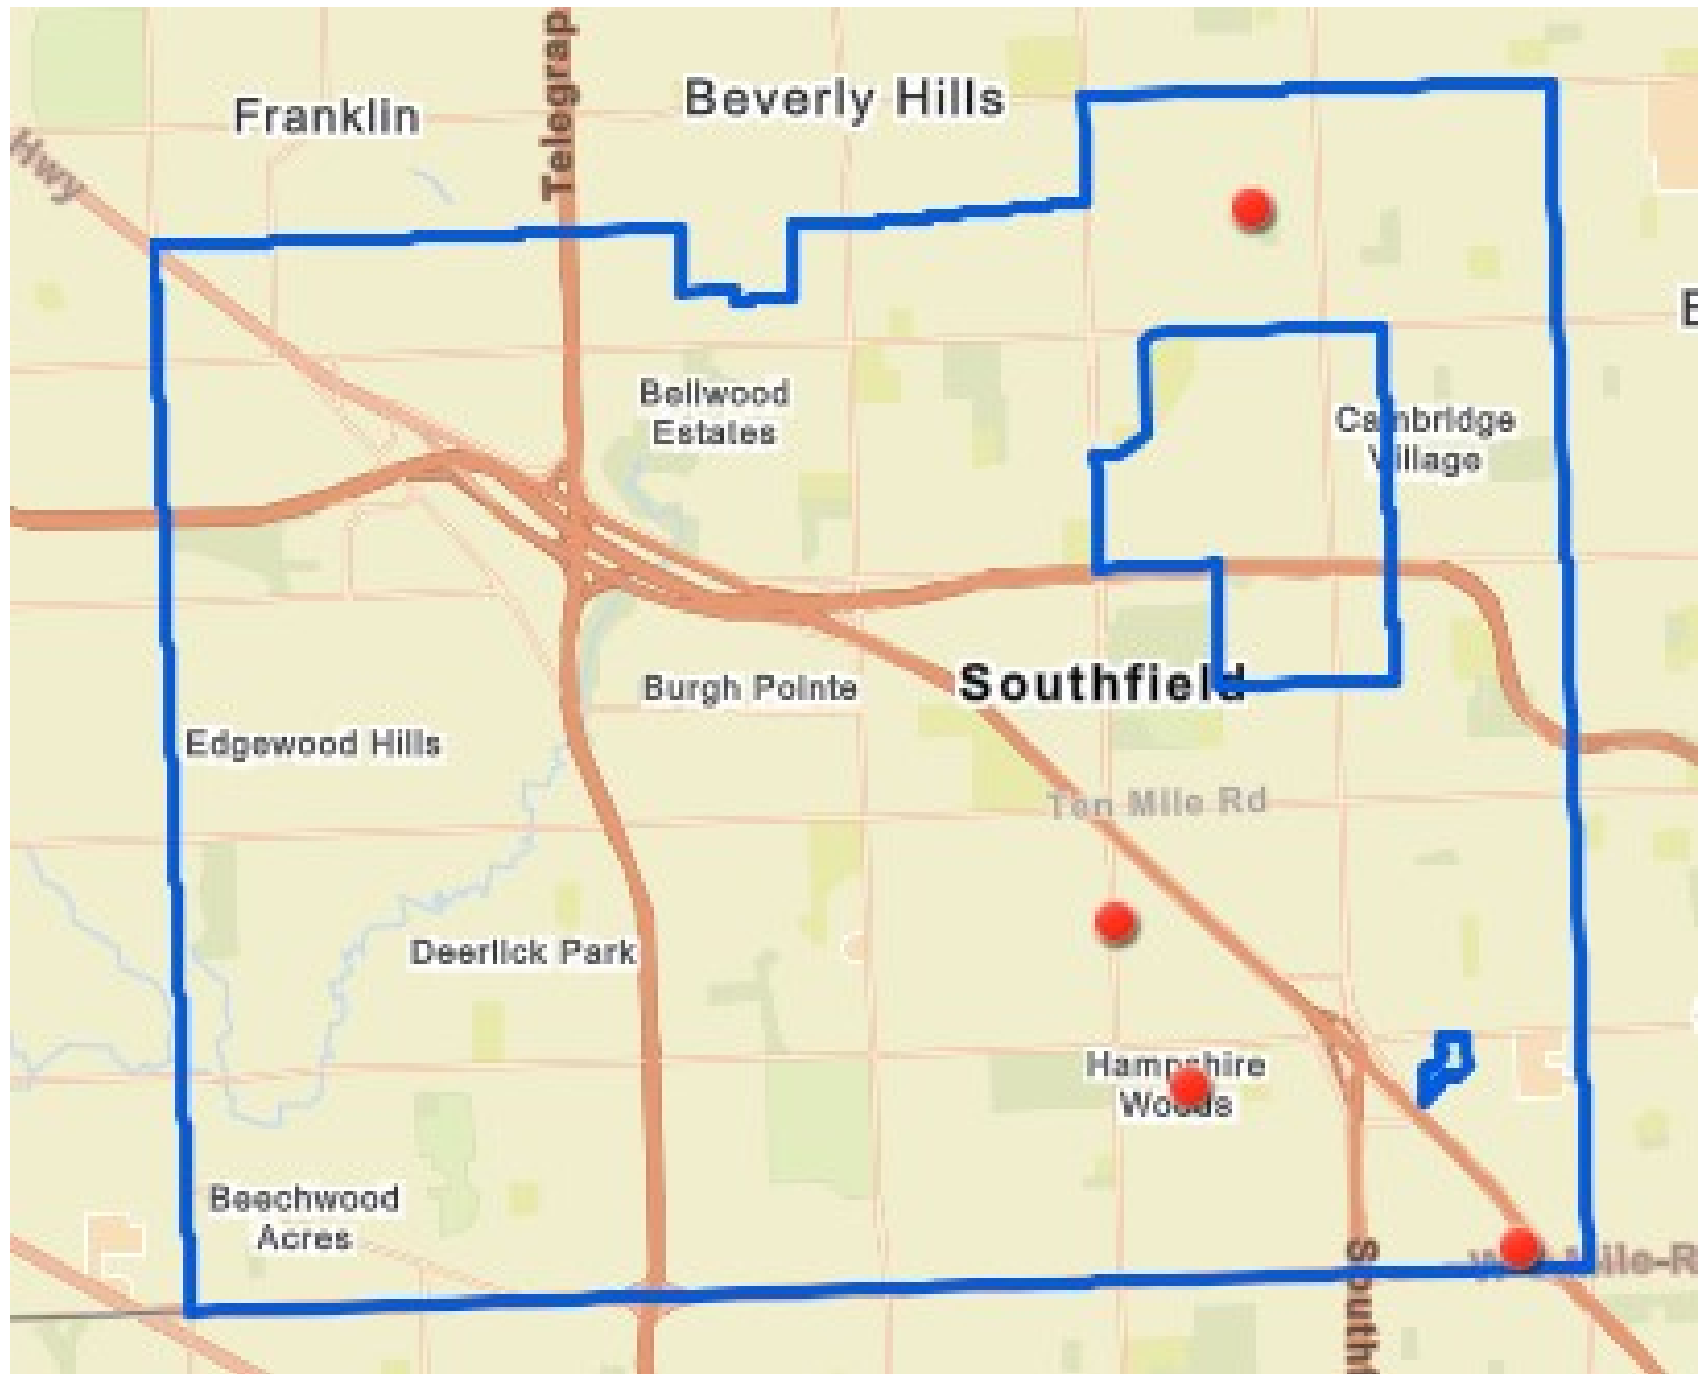 Telegrap
Beverly Hills
Franklin
Hwy
Bellwood
Estates
Cambridge
Village
Southfield
Burgh Pointe
Edgewood Hills
Ten Mile Rd
Deerlick Park
Hampshire
Woods
Beechwood
Acres
South
Mile-R